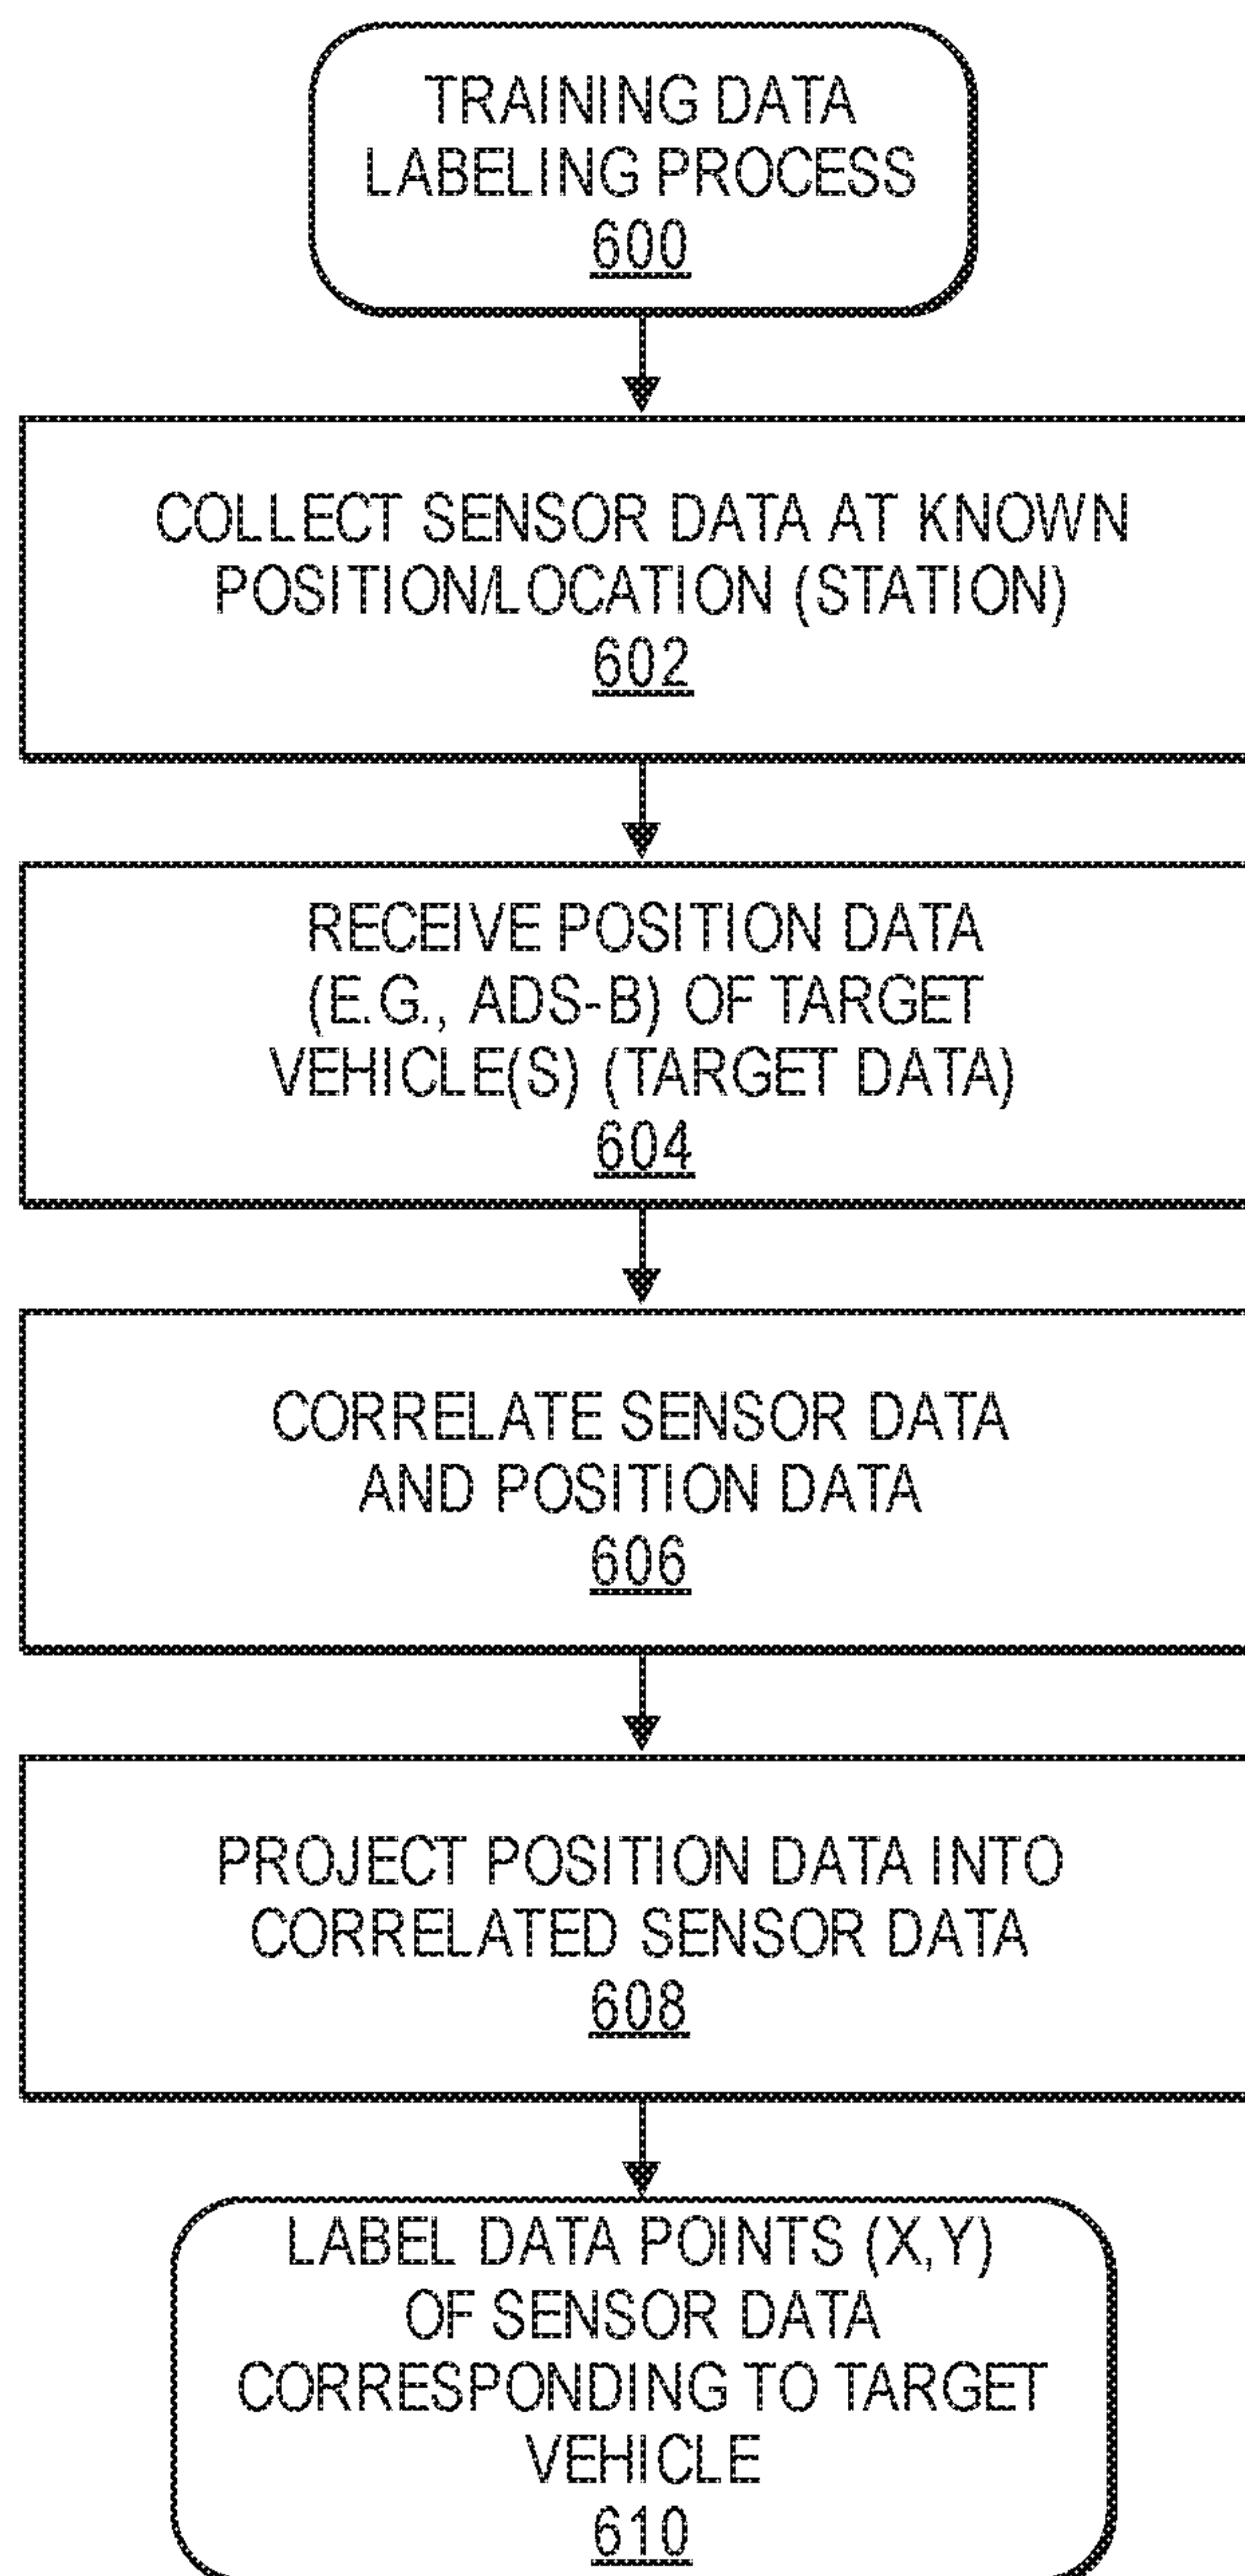 TRAINING DATA
LABELING PROCESS
600
COLLECT SENSOR DATA AT KNOWN
POSITION/LOCATION (STATION)
602
RECEIVE POSITION DATA
(E.G., ADS-B) OF TARGET
VEHICLE(S) (TARGET DATA)
604
CORRELATE SENSOR DATA
AND POSITION DATA
606
PROJECT POSITION DATA INTO
CORRELATED SENSOR DATA
608
LABEL DATA POINTS (X,Y)
OF SENSOR DATA
CORRESPONDING TO TARGET
VEHICLE
610